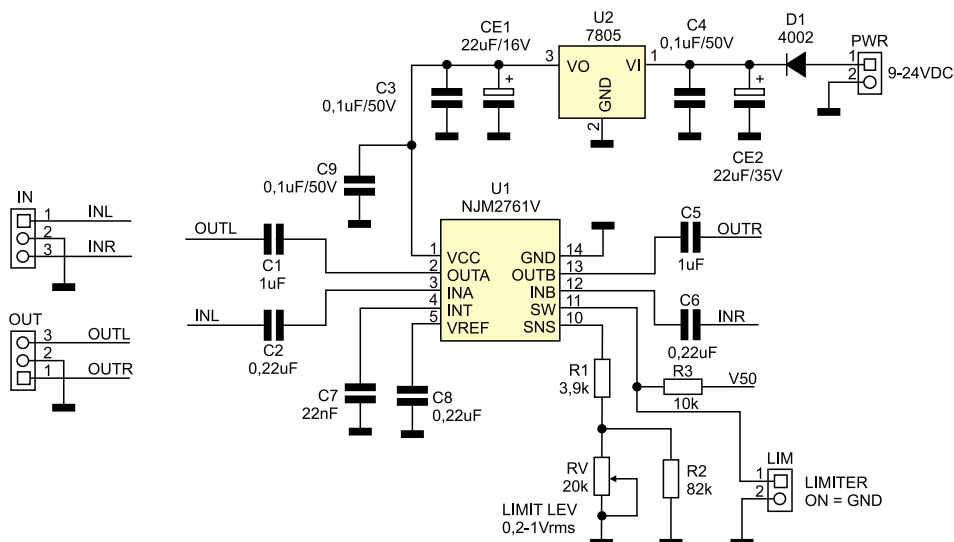 CE1
22uF/16V
U2
7805
C4
0,1uF/50V
D1
4002
PWR
3
VO
VI
1
GND
2
1
2
9-24VDC
C3
0,1uF/50V
CE2
22uF/35V
C9
0,1uF/50V
U1
NJM2761V
IN
1
INL
2
3
INR
OUTL
C1
1uF
1
VCC
2
OUTA
3
INA
4
INT
5
VREF
GND
14
OUTB
13
INB
12
SW
11
SNS
10
C5
OUTR
1uF
INL
C2
0,22uF
C6
INR
0,22uF
OUT
3
OUTL
2
1
OUTR
C7
22nF
C8
0,22uF
R1
3,9k
R3
V50
10k
RV
20k
LIMIT LEV
0,2-1Vrms
R2
82k
LIM
1
2
LIMITER
ON = GND